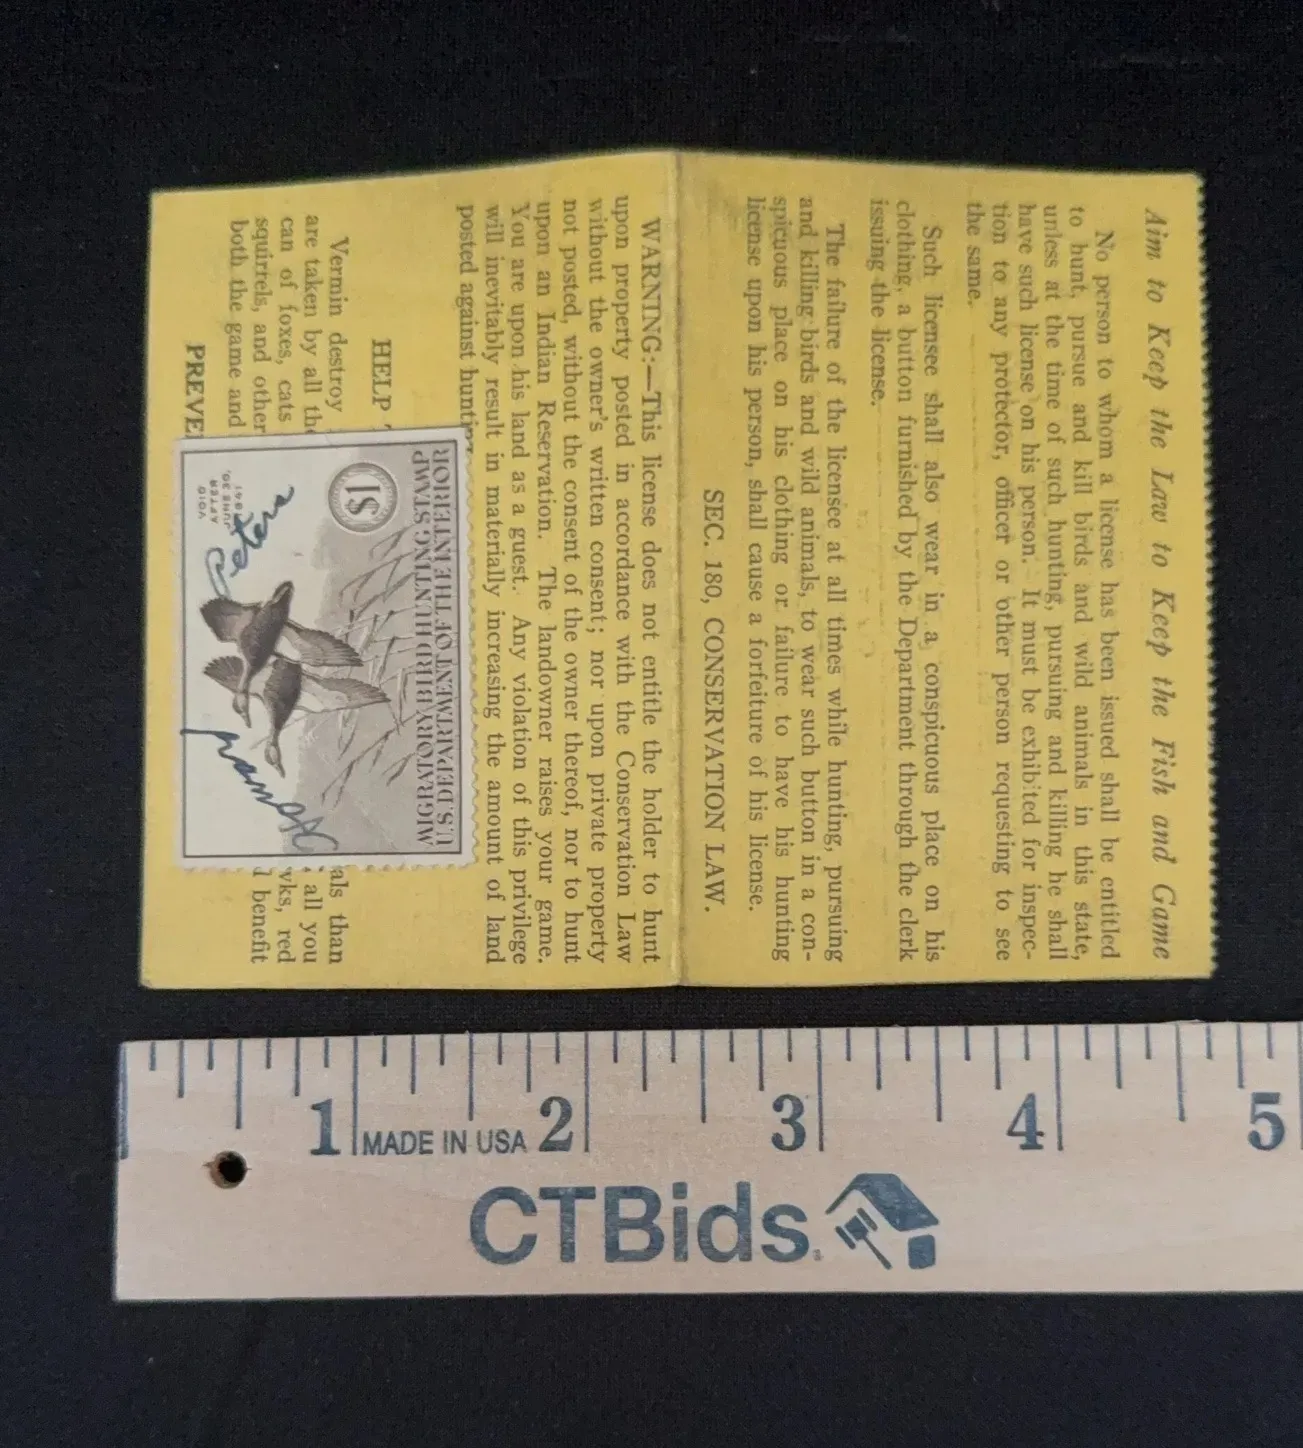 Aim to Keep the Law to Keep the Fish and Game
No person to whom a license has been issued shall be entitled
to hunt, pursue and kill birds and wild animals in this state,
unless at the time of such hunting, pursuing and killing he shall
have such license on his person. It must be exhibited for inspec-
tion to any protector, officer or other person requesting to see
the same.
Such licensee shall also wear in a conspicuous place on his
clothing, a button furnished by the Department through the clerk
issuing the license.
The failure of the licensee at all times while hunting, pursuing
and killing birds and wild animals, to wear such button in a con-
spicuous place on his clothing or failure to have his hunting
license upon his person, shall cause a forfeiture of his license.
SEC. 180, CONSERVATION LAW.
WARNING:—This license does not entitle the holder to hunt
upon property posted in accordance with the Conservation Law
without the owner's written consent; nor upon private property
not posted, without the consent of the owner thereof, nor to hunt
upon an Indian Reservation. The landowner raises your game.
You are upon his land as a guest. Any violation of this privilege
will inevitably result in materially increasing the amount of land
posted against hunting
HELP
Vermin destroy als than
are taken by all the all you
can of foxes, cats wks, red
squirrels, and other d benefit
both the game and
PREVE
U.S. DEPARTMENT OF THE INTERIOR
MIGRATORY BIRD HUNTING STAMP
$1
VOID
AFTER
JUNE 30,
1941
1 2 3 4 5
MADE IN USA
CTBids